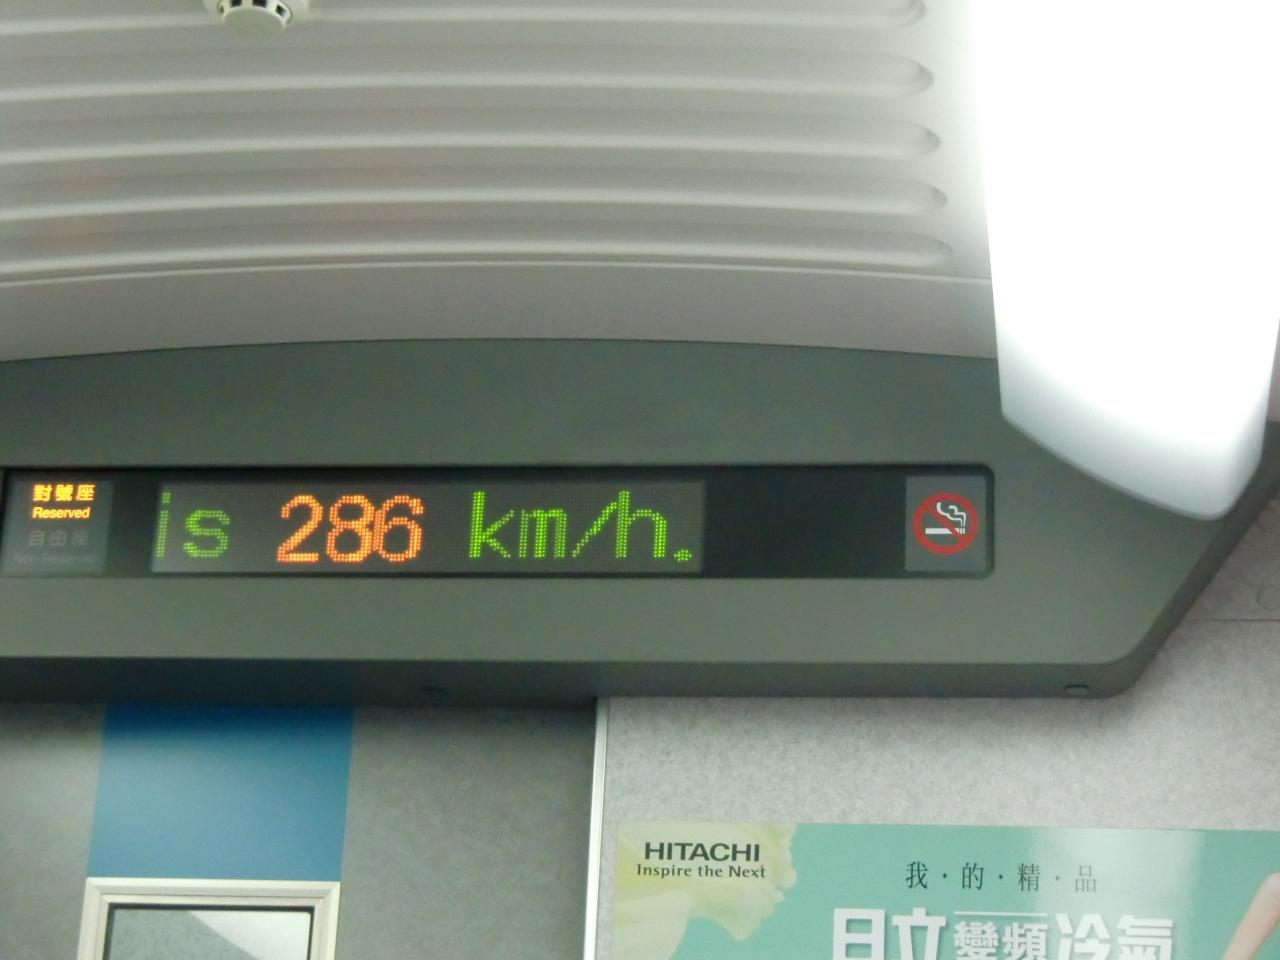 對號座
Reserved
自由座
Non-Reserved
is 286 km/h.
HITACHI
Inspire the Next
我·的·精·品
日立變頻冷氣